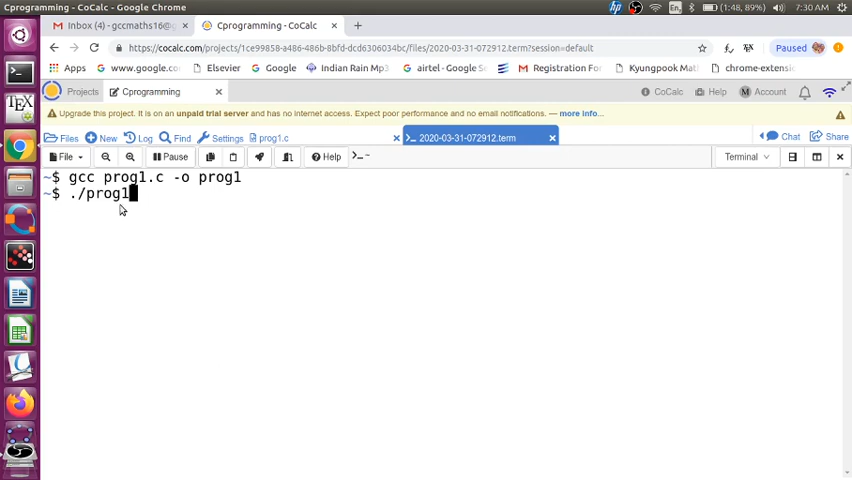 Cprogramming - CoCalc - Google Chrome
En
(1:48, 89%)
7:30 AM
Inbox (4) - gccmaths16@g
Cprogramming - CoCalc
https://cocalc.com/projects/1ce99858-a486-486b-8bfd-dcd6306034bc/files/2020-03-31-072912.term?session=default
Paused
Apps
www.google.co
Elsevier
Google
Indian Rain Mp3
airtel - Google S
Registration For
Kyungpook Mat
chrome-extensi
Projects
Cprogramming
CoCalc
Help
M Account
Upgrade this project. It is on an unpaid trial server and has no internet access. Expect poor performance and no email notifications. — more info...
Files
New
Log
Find
Settings
prog1.c
2020-03-31-072912.term
Chat
Share
File
Pause
Help
>_ ~
Terminal
~$ gcc prog1.c -o prog1
~$ ./prog1